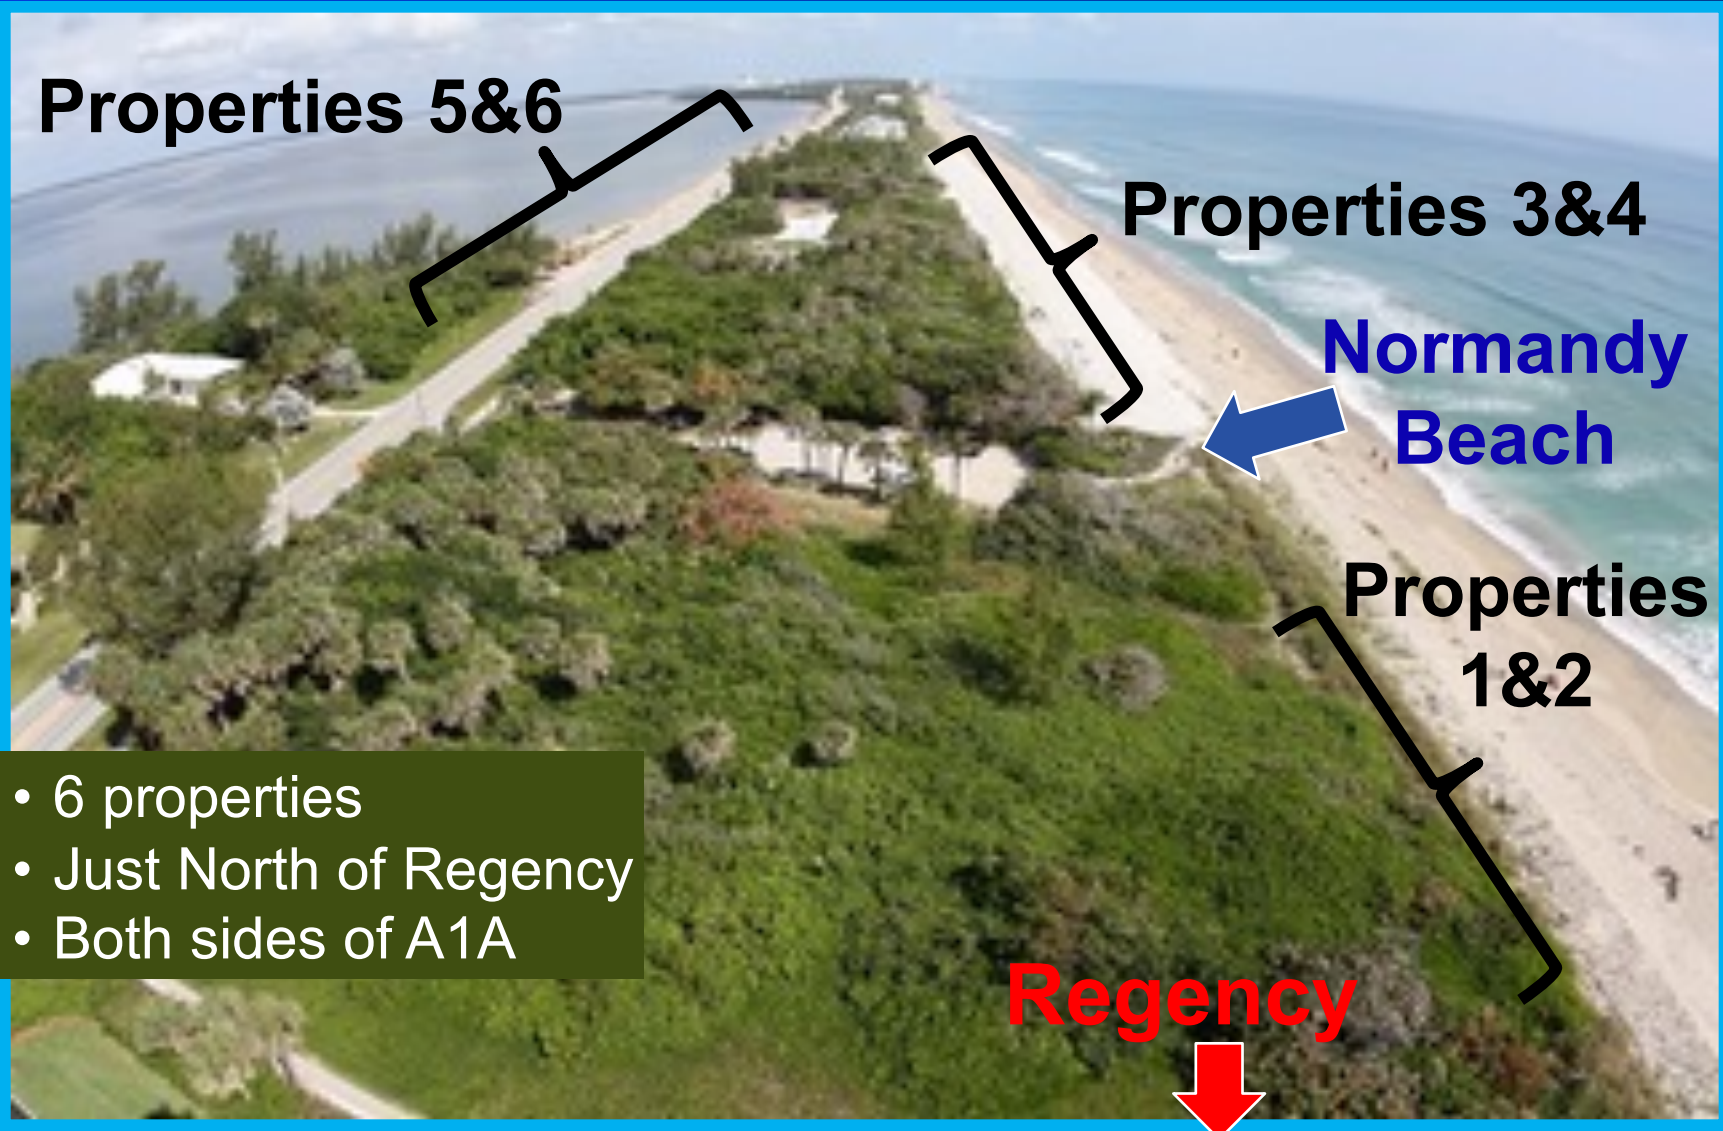 Properties 5&6
Properties 3&4
Normandy
Beach
Properties
1&2
• 6 properties
• Just North of Regency
• Both sides of A1A
Regency